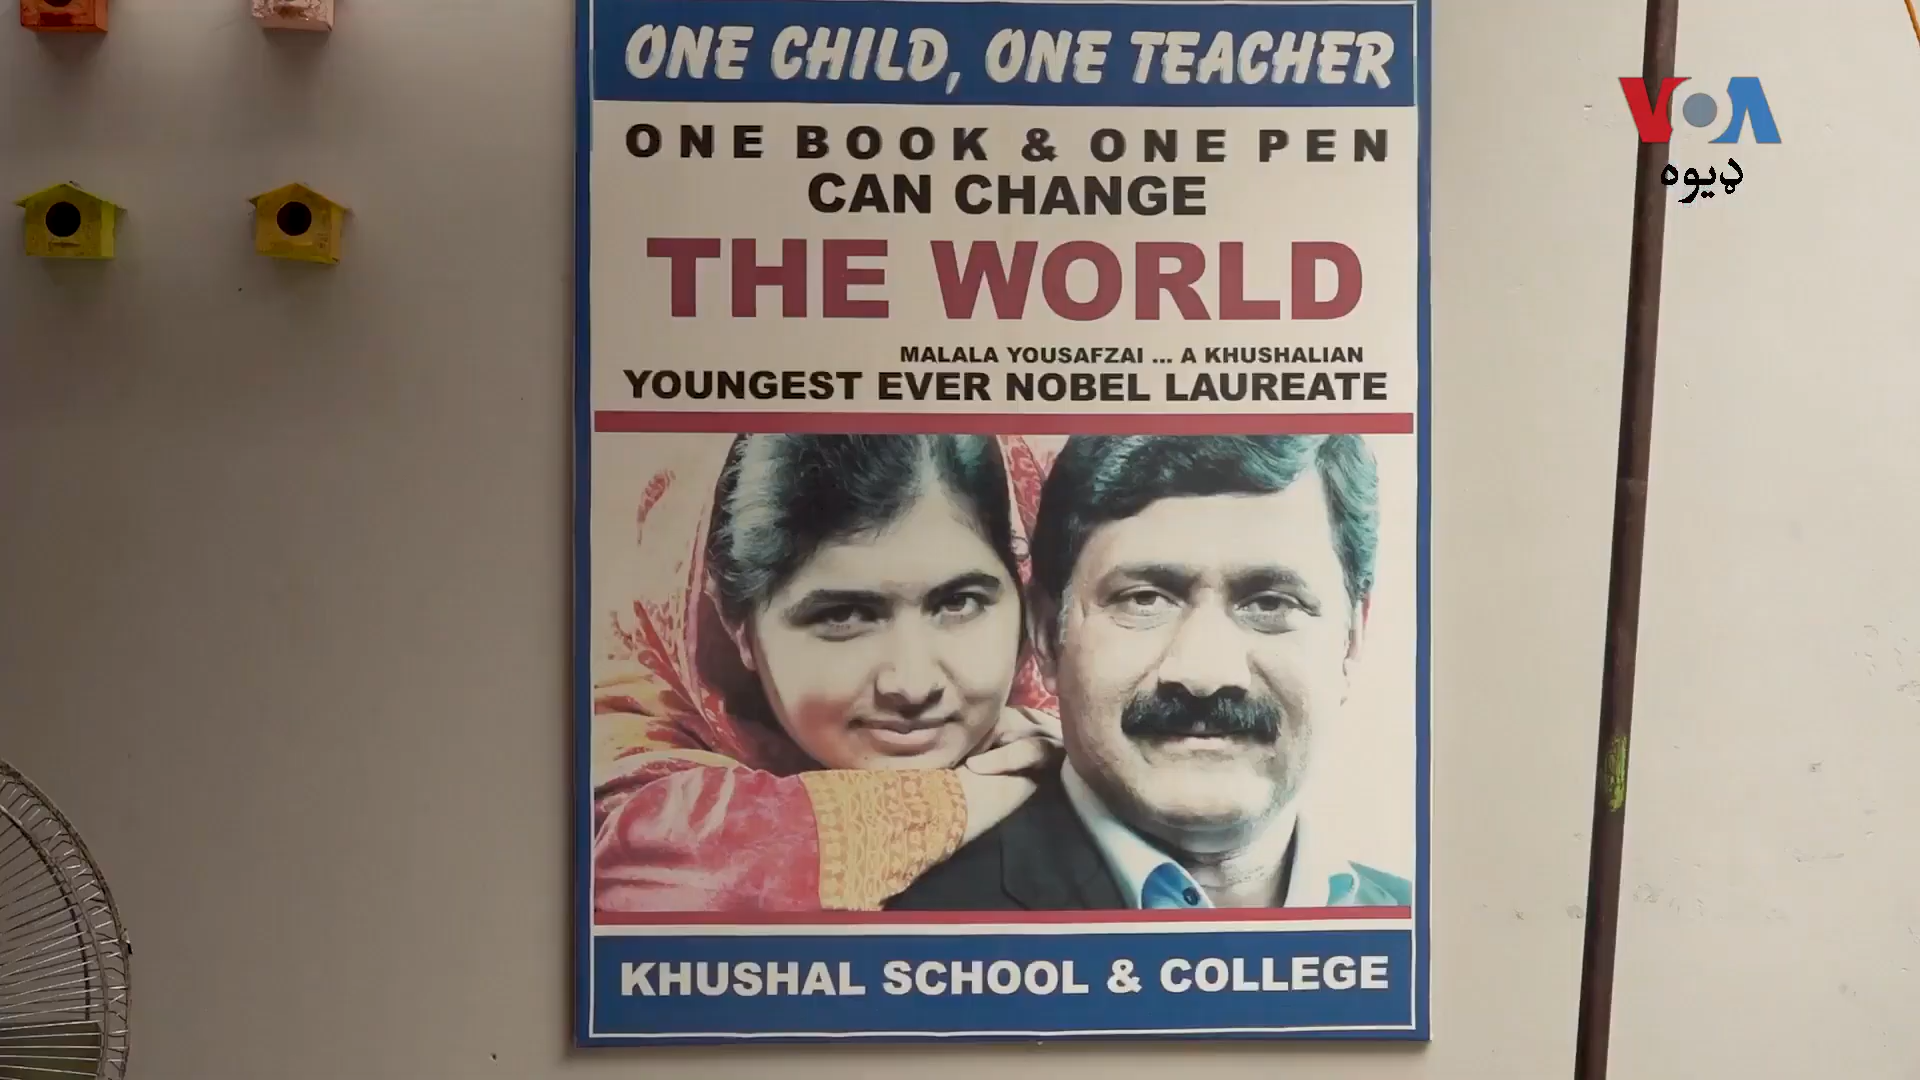 ONE CHILD, ONE TEACHER
ONE BOOK & ONE PEN
CAN CHANGE
THE WORLD
MALALA YOUSAFZAI ... A KHUSHALIAN
YOUNGEST EVER NOBEL LAUREATE
KHUSHAL SCHOOL & COLLEGE
VOA
ډیوه